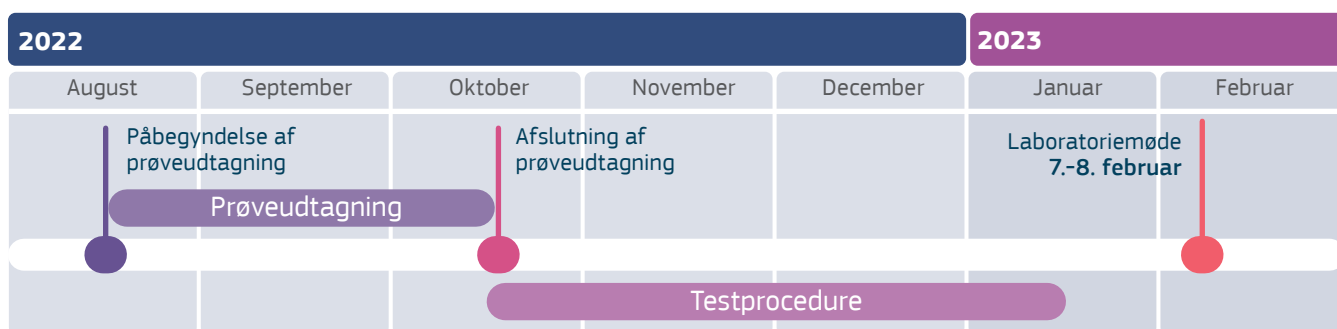 2022
2023
August
September
Oktober
November
December
Januar
Februar
Påbegyndelse af
prøveudtagning
Afslutning af
prøveudtagning
Laboratoriemøde
7.-8. februar
Prøveudtagning
Testprocedure